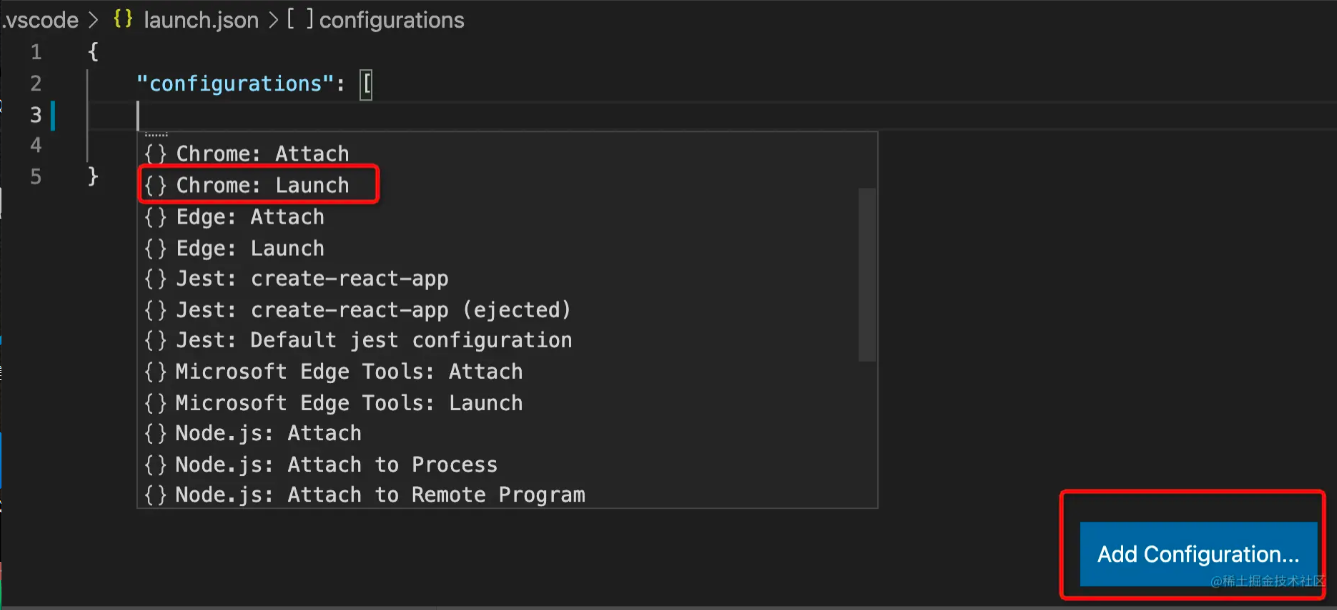 .vscode > {} launch.json > [ ] configurations
1 {
2 "configurations": [
3
4
5 }
{} Chrome: Attach
{} Chrome: Launch
{} Edge: Attach
{} Edge: Launch
{} Jest: create-react-app
{} Jest: create-react-app (ejected)
{} Jest: Default jest configuration
{} Microsoft Edge Tools: Attach
{} Microsoft Edge Tools: Launch
{} Node.js: Attach
{} Node.js: Attach to Process
{} Node.js: Attach to Remote Program
Add Configuration...
@稀土掘金技术社区